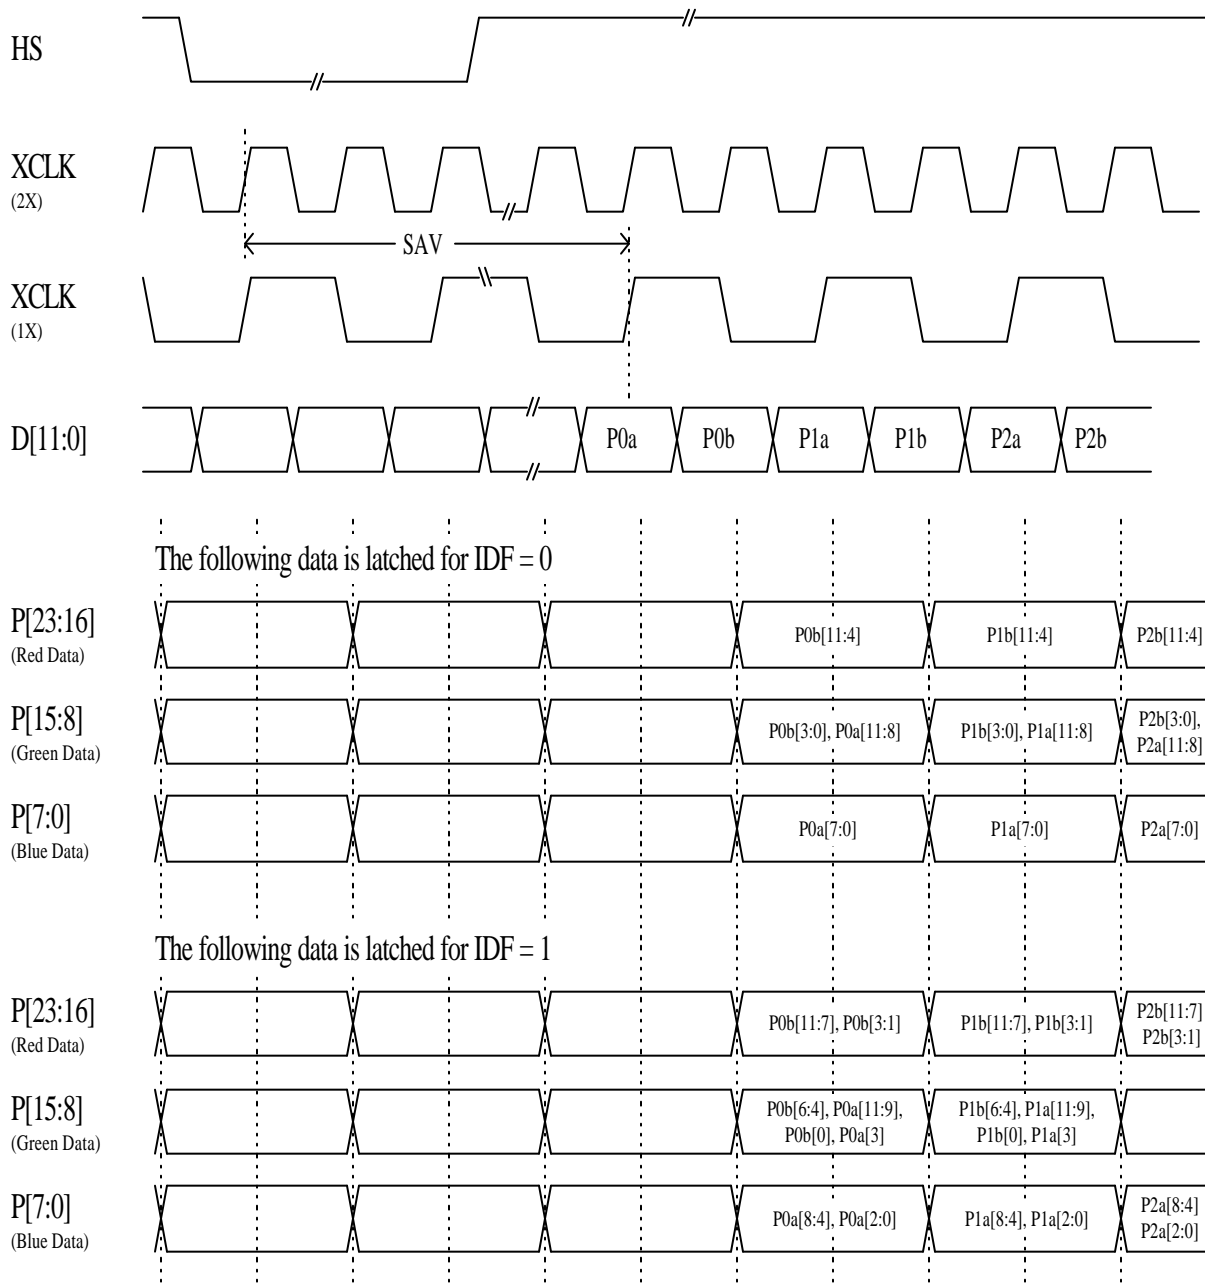 HS
XCLK
(2X)
SAV
XCLK
(1X)
D[11:0]
P0a
P0b
P1a
P1b
P2a
P2b
The following data is latched for IDF = 0
P[23:16]
(Red Data)
P0b[11:4]
P1b[11:4]
P2b[11:4]
P[15:8]
(Green Data)
P0b[3:0], P0a[11:8]
P1b[3:0], P1a[11:8]
P2b[3:0],
P2a[11:8]
P[7:0]
(Blue Data)
P0a[7:0]
P1a[7:0]
P2a[7:0]
The following data is latched for IDF = 1
P[23:16]
(Red Data)
P0b[11:7], P0b[3:1]
P1b[11:7], P1b[3:1]
P2b[11:7]
P2b[3:1]
P[15:8]
(Green Data)
P0b[6:4], P0a[11:9],
P0b[0], P0a[3]
P1b[6:4], P1a[11:9],
P1b[0], P1a[3]
P[7:0]
(Blue Data)
P0a[8:4], P0a[2:0]
P1a[8:4], P1a[2:0]
P2a[8:4]
P2a[2:0]